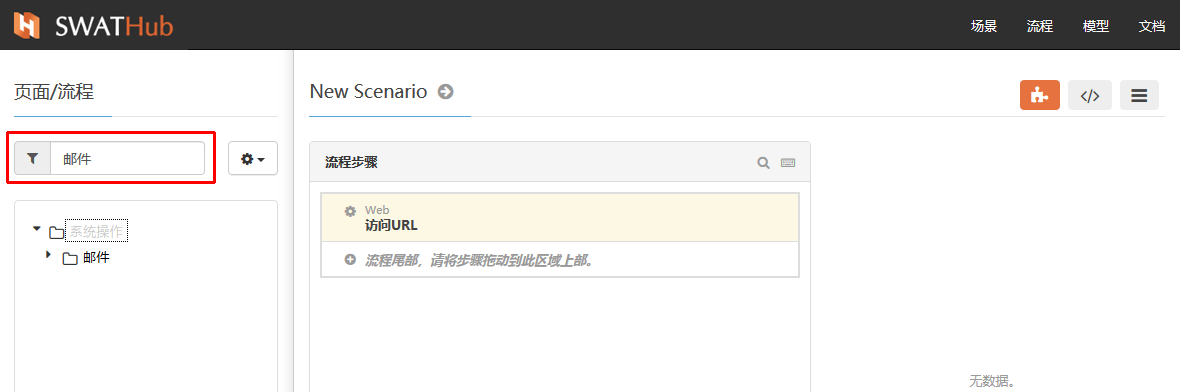 SWATHub
场景 流程 模型 文档
页面/流程
New Scenario
</>
邮件
流程步骤
Web
访问URL
系统操作
邮件
流程尾部，请将步骤拖动到此区域上部。
无数据。